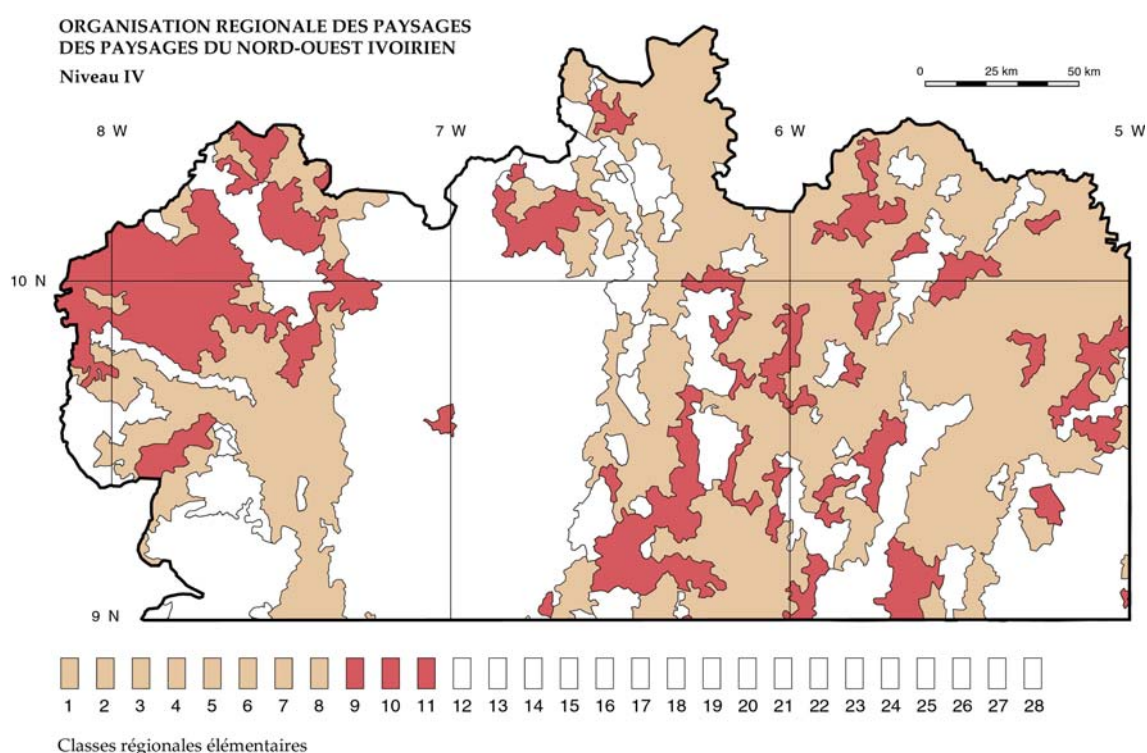 ORGANISATION REGIONALE DES PAYSAGES
DES PAYSAGES DU NORD-OUEST IVOIRIEN
Niveau IV
0 25 km 50 km
8 W 7 W 6 W 5 W
10 N
9 N
1 2 3 4 5 6 7 8 9 10 11 12 13 14 15 16 17 18 19 20 21 22 23 24 25 26 27 28
Classes régionales élémentaires